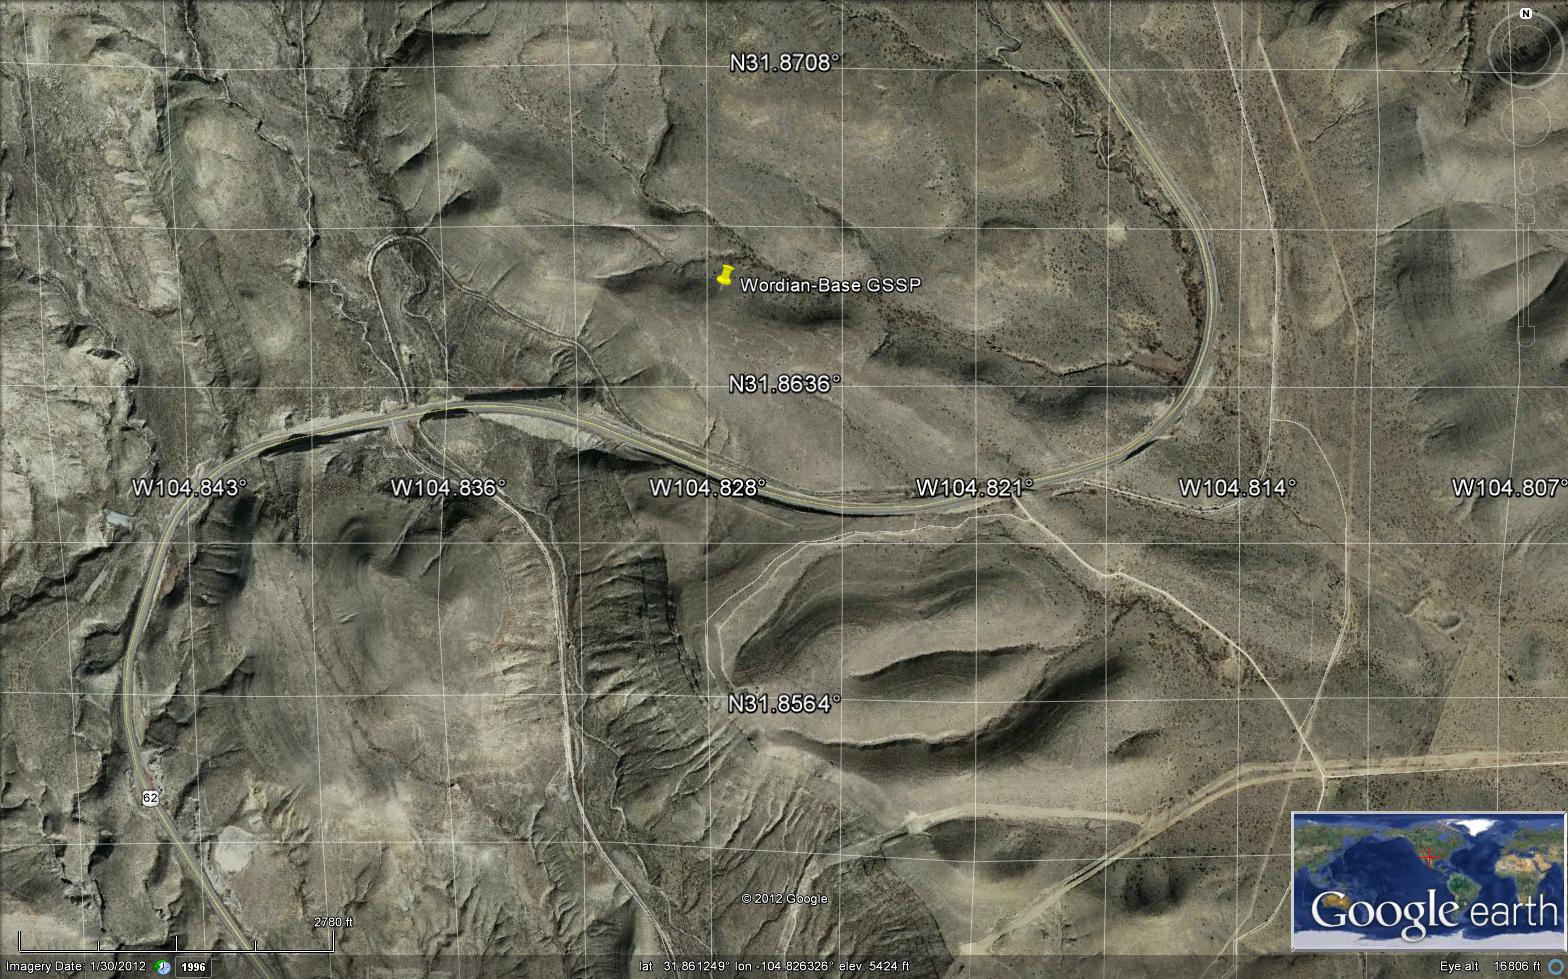 N
N31.8708°
Wordian-Base GSSP
N31.8636°
W104.843°
W104.836°
W104.828°
W104.821°
W104.814°
W104.807°
N31.8564°
62
© 2012 Google
2780 ft
Google earth
Imagery Date: 1/30/2012
1996
lat 31.861249° lon -104.826326° elev 5424 ft
Eye alt 16806 ft